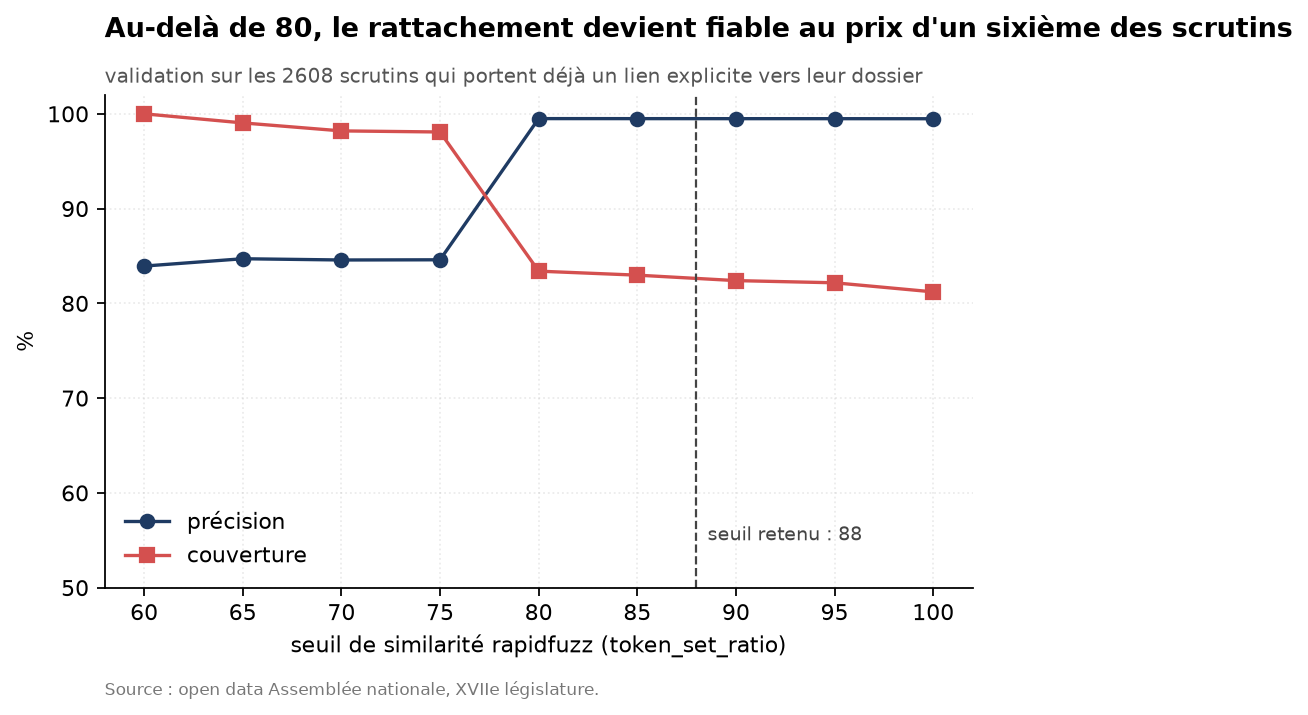 Au-delà de 80, le rattachement devient fiable au prix d'un sixième des scrutins
validation sur les 2608 scrutins qui portent déjà un lien explicite vers leur dossier
100
90
80
70
60
50
%
précision
couverture
seuil retenu : 88
60 65 70 75 80 85 90 95 100
seuil de similarité rapidfuzz (token_set_ratio)
Source : open data Assemblée nationale, XVIIe législature.